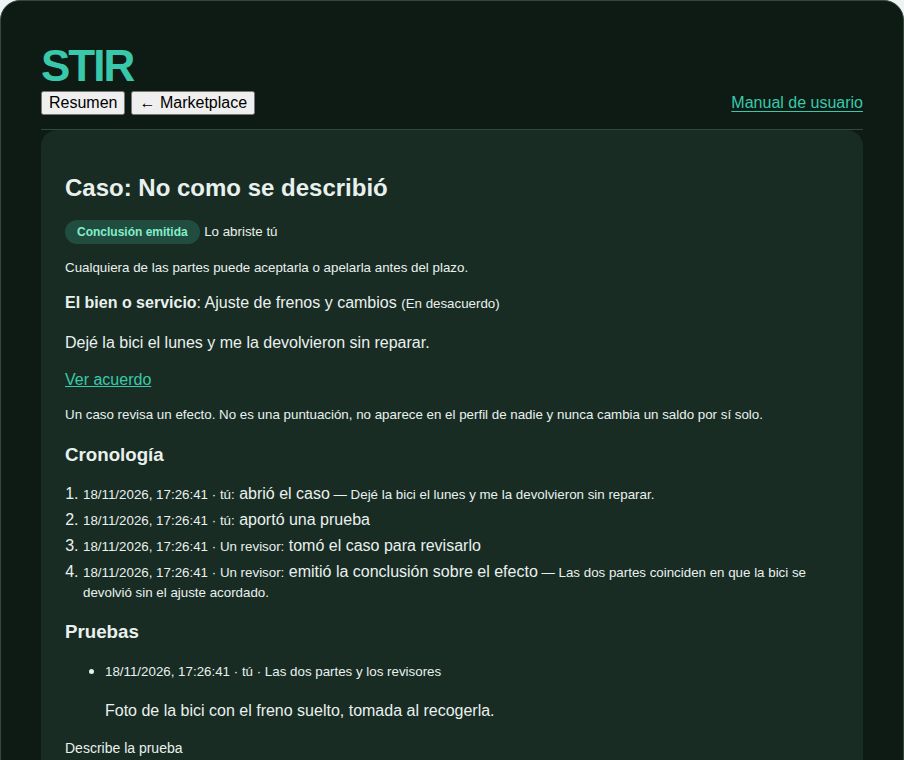 STIR
Resumen
← Marketplace
Manual de usuario
Caso: No como se describió
Conclusión emitida Lo abriste tú
Cualquiera de las partes puede aceptarla o apelarla antes del plazo.
El bien o servicio: Ajuste de frenos y cambios (En desacuerdo)
Dejé la bici el lunes y me la devolvieron sin reparar.
Ver acuerdo
Un caso revisa un efecto. No es una puntuación, no aparece en el perfil de nadie y nunca cambia un saldo por sí solo.
Cronología
1. 18/11/2026, 17:26:41 · tú: abrió el caso — Dejé la bici el lunes y me la devolvieron sin reparar.
2. 18/11/2026, 17:26:41 · tú: aportó una prueba
3. 18/11/2026, 17:26:41 · Un revisor: tomó el caso para revisarlo
4. 18/11/2026, 17:26:41 · Un revisor: emitió la conclusión sobre el efecto — Las dos partes coinciden en que la bici se
devolvió sin el ajuste acordado.
Pruebas
• 18/11/2026, 17:26:41 · tú · Las dos partes y los revisores
Foto de la bici con el freno suelto, tomada al recogerla.
Describe la prueba